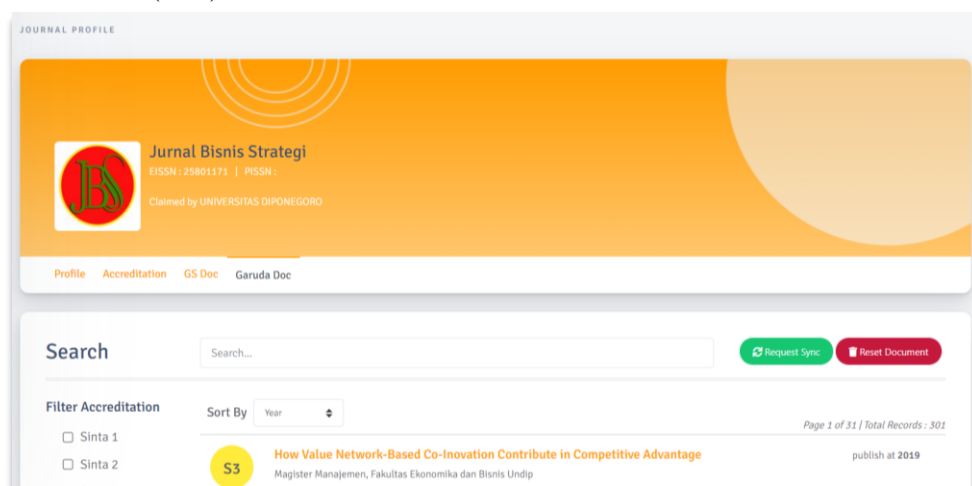 JOURNAL PROFILE
JBS
Jurnal Bisnis Strategi
EISSN : 25801171 | PISSN :
Claimed by UNIVERSITAS DIPONEGORO
Profile Accreditation GS Doc Garuda Doc
Search Search... Request Sync Reset Document
Filter Accreditation Sort By Year
Page 1 of 31 | Total Records : 301
Sinta 1
Sinta 2
S3 How Value Network-Based Co-Inovation Contribute in Competitive Advantage publish at 2019
Magister Manajemen, Fakultas Ekonomika dan Bisnis Undip